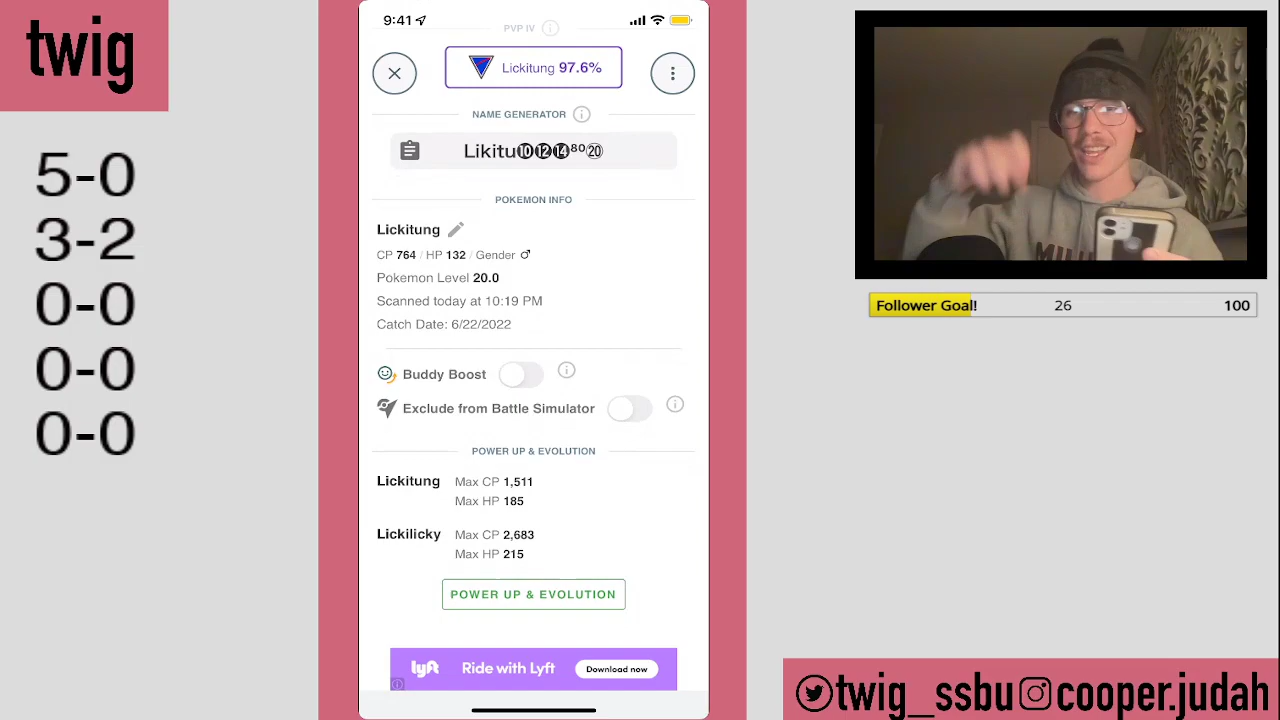 twig
5-0
3-2
0-0
0-0
0-0
9:41
PVP IV
Lickitung 97.6%
NAME GENERATOR
Likitu⑩⑫⑭⁸⁰⑳
POKEMON INFO
Lickitung
CP 764 / HP 132 / Gender ♂
Pokemon Level 20.0
Scanned today at 10:19 PM
Catch Date: 6/22/2022
Buddy Boost
Exclude from Battle Simulator
POWER UP & EVOLUTION
Lickitung Max CP 1,511
Max HP 185
Lickilicky Max CP 2,683
Max HP 215
POWER UP & EVOLUTION
lyft Ride with Lyft Download now
Follower Goal! 26 100
twig_ssbu cooper.judah